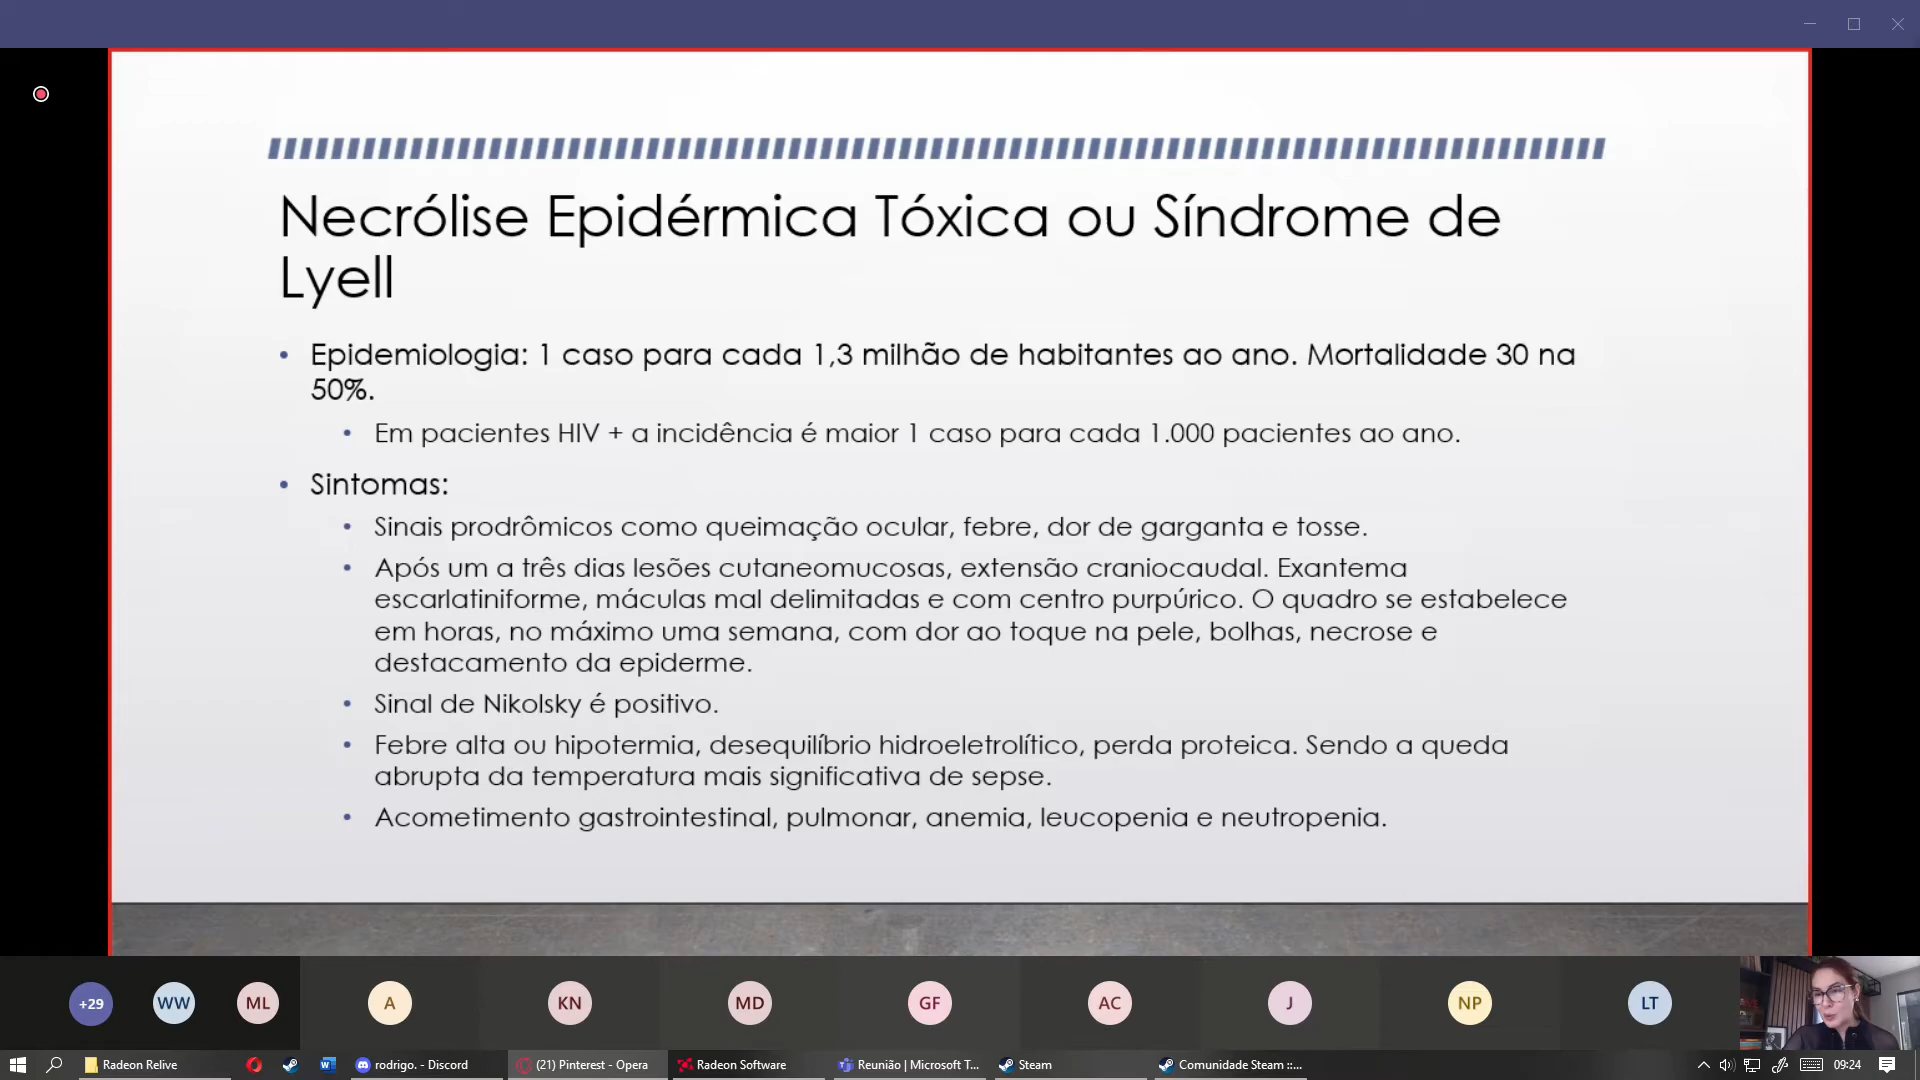 Necrólise Epidérmica Tóxica ou Síndrome de
Lyell
• Epidemiologia: 1 caso para cada 1,3 milhão de habitantes ao ano. Mortalidade 30 na
50%.
• Em pacientes HIV + a incidência é maior 1 caso para cada 1.000 pacientes ao ano.
• Sintomas:
• Sinais prodrômicos como queimação ocular, febre, dor de garganta e tosse.
• Após um a três dias lesões cutaneomucosas, extensão craniocaudal. Exantema
escarlatiniforme, máculas mal delimitadas e com centro purpúrico. O quadro se estabelece
em horas, no máximo uma semana, com dor ao toque na pele, bolhas, necrose e
destacamento da epiderme.
• Sinal de Nikolsky é positivo.
• Febre alta ou hipotermia, desequilíbrio hidroeletrolítico, perda proteica. Sendo a queda
abrupta da temperatura mais significativa de sepse.
• Acometimento gastrointestinal, pulmonar, anemia, leucopenia e neutropenia.
+29 WW ML A KN MD GF AC J NP LT
Radeon Relive rodrigo. - Discord (21) Pinterest - Opera Radeon Software Reunião | Microsoft T... Steam Comunidade Steam ::... 09:24